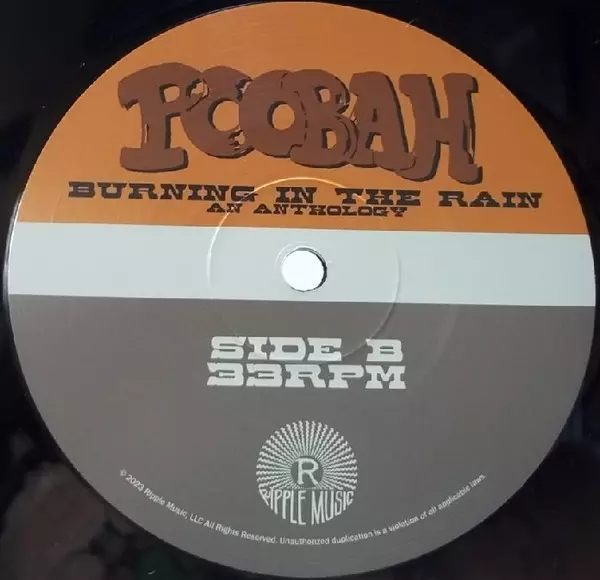 POOBAH
BURNING IN THE RAIN
AN ANTHOLOGY
SIDE B
33RPM
R
RIPPLE MUSIC
© 2023 Ripple Music, LLC All Rights Reserved. Unauthorized duplication is a violation of all applicable laws.